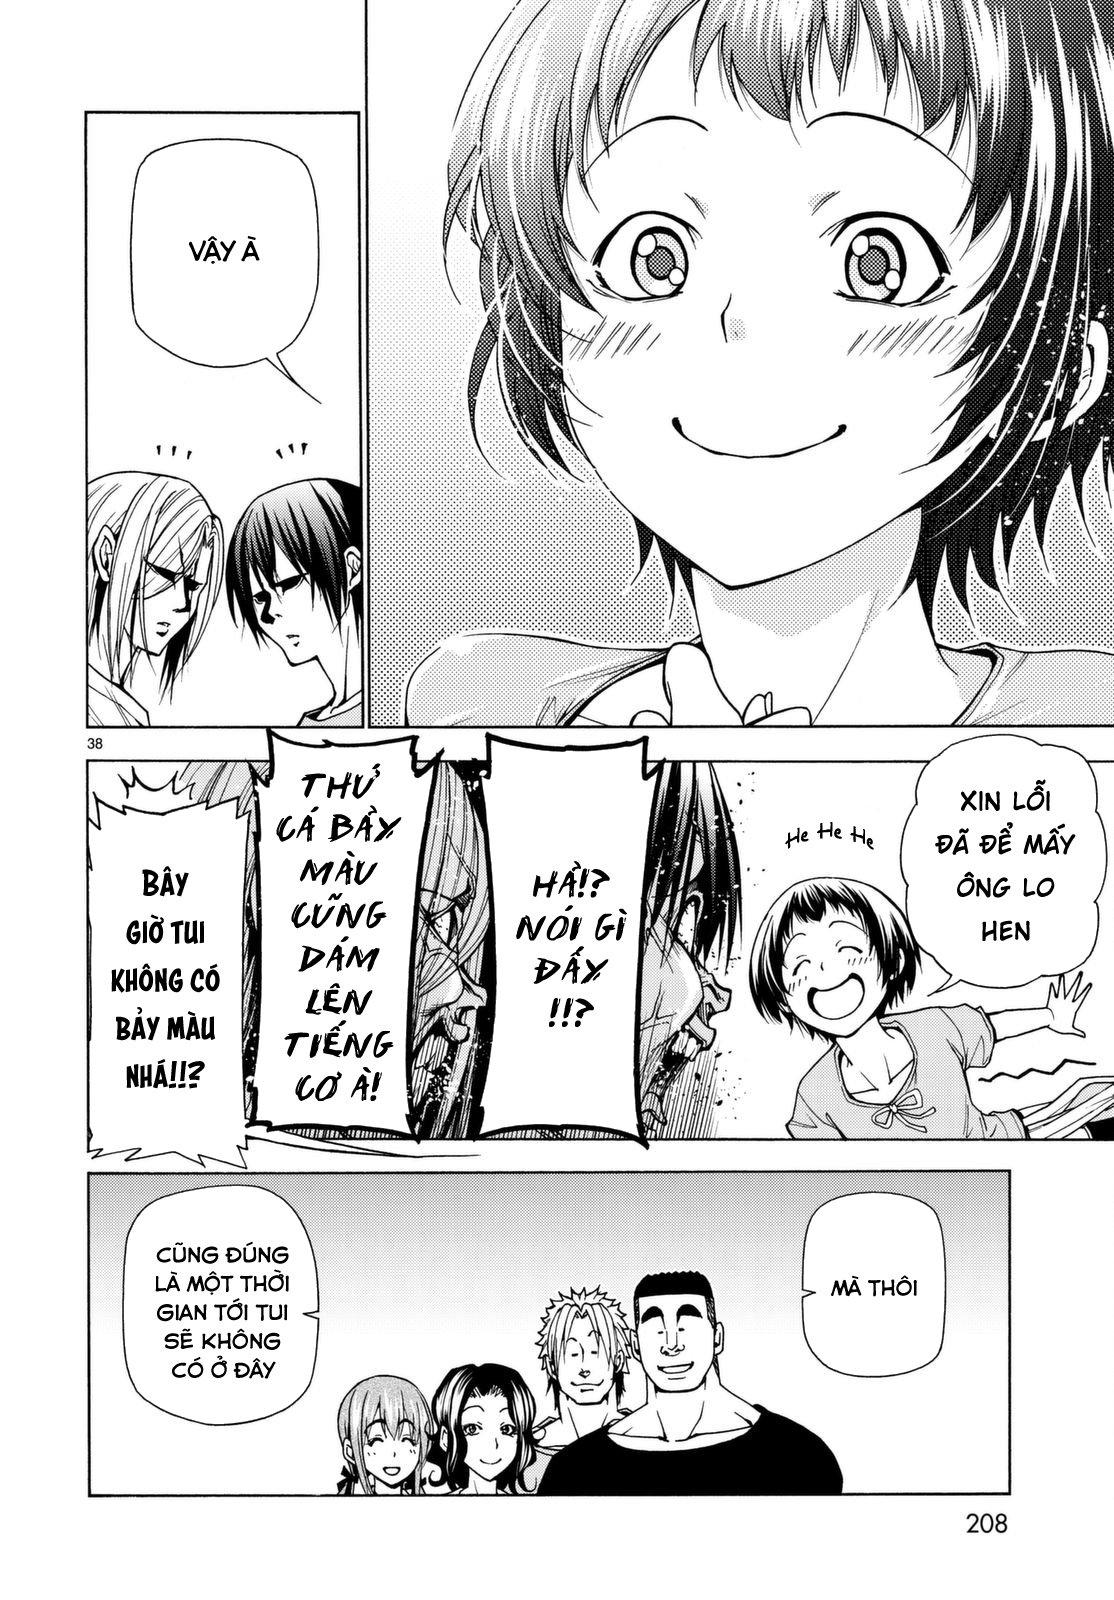 VẬY À
38
XIN LỖI
ĐÃ ĐỂ MẤY
ÔNG LO
HEN
He He He
HẢ!?
NÓI GÌ
ĐẤY
!!?
THỨ
CÁ BẢY
MÀU
CŨNG
DÁM
LÊN
TIẾNG
CƠ À!
BÂY
GIỜ TUI
KHÔNG CÓ
BẢY MÀU
NHÁ!!?
MÀ THÔI
CŨNG ĐÚNG
LÀ MỘT THỜI
GIAN TỚI TUI
SẼ KHÔNG
CÓ Ở ĐÂY
208